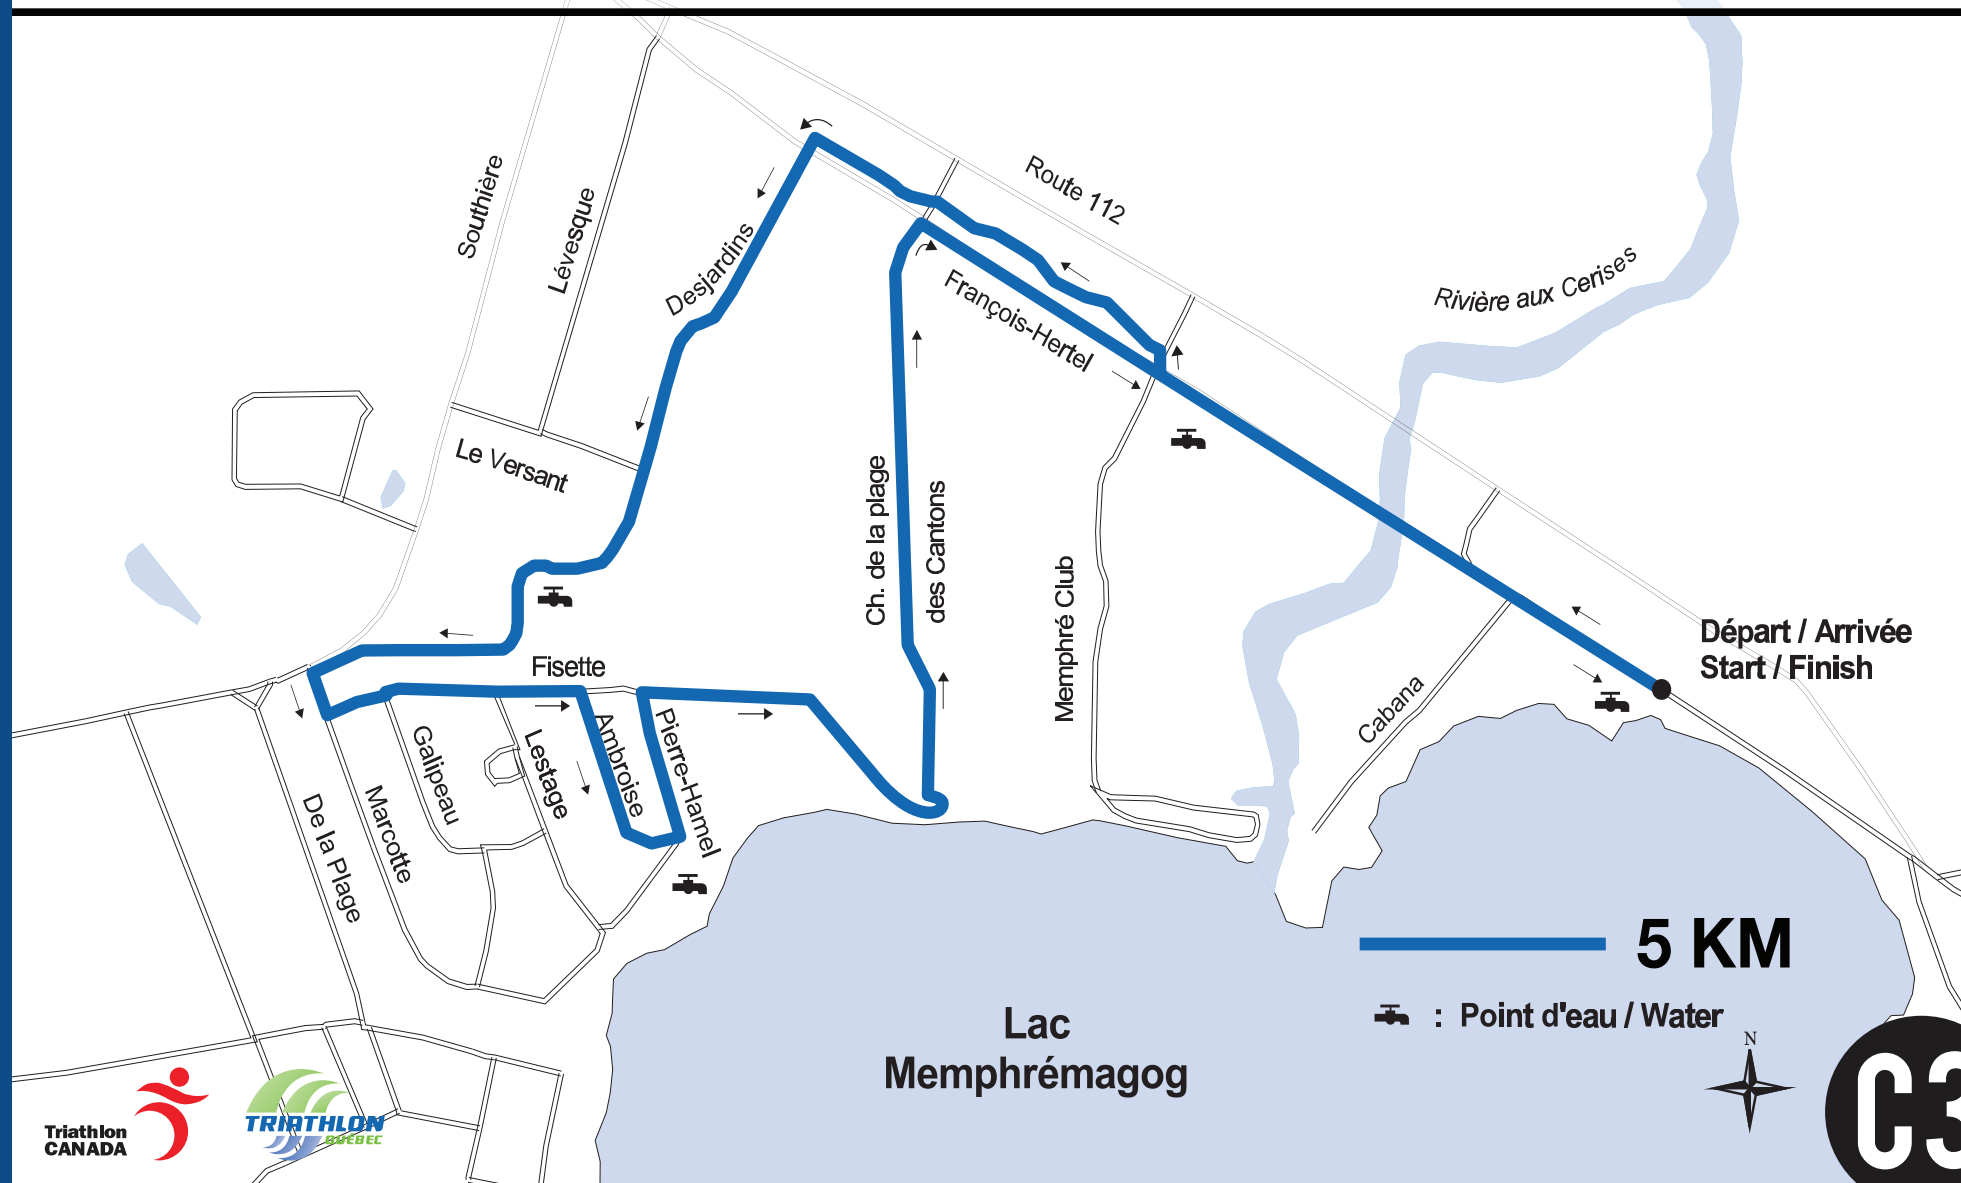 Route 112
Southière
Lévesque
Desjardins
Rivière aux Cerises
François-Hertel
Le Versant
Ch. de la plage
des Cantons
Memphré Club
Départ / Arrivée
Start / Finish
Fisette
Cabana
Galipeau
Lestage
Ambroise
Pierre-Hamel
Marcotte
De la Plage
5 KM
: Point d'eau / Water
Lac
Memphrémagog
N
C3
Triathlon
CANADA
TRIATHLON
QUÉBEC